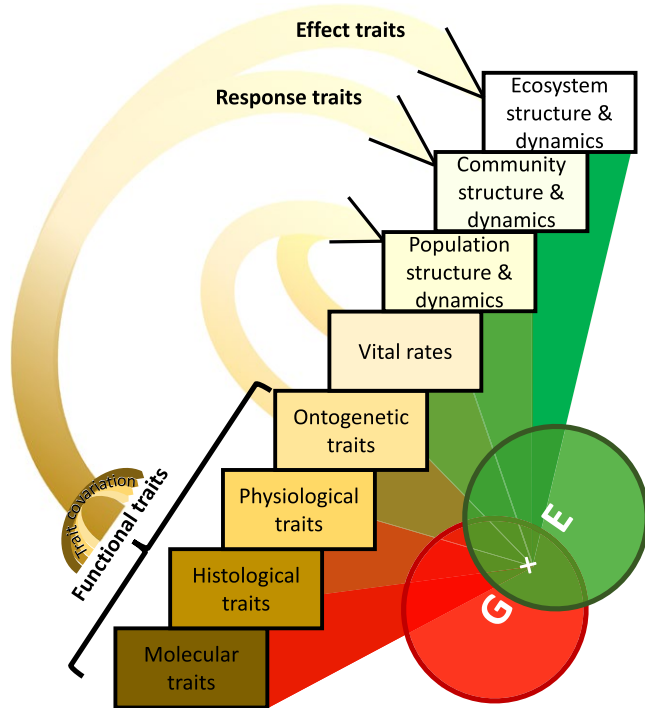 Effect traits
Response traits
Ecosystem
structure &
dynamics
Community
structure &
dynamics
Population
structure &
dynamics
Vital rates
Ontogenetic
traits
Physiological
traits
Histological
traits
Molecular
traits
Trait covariation
Functional traits
E
G
+